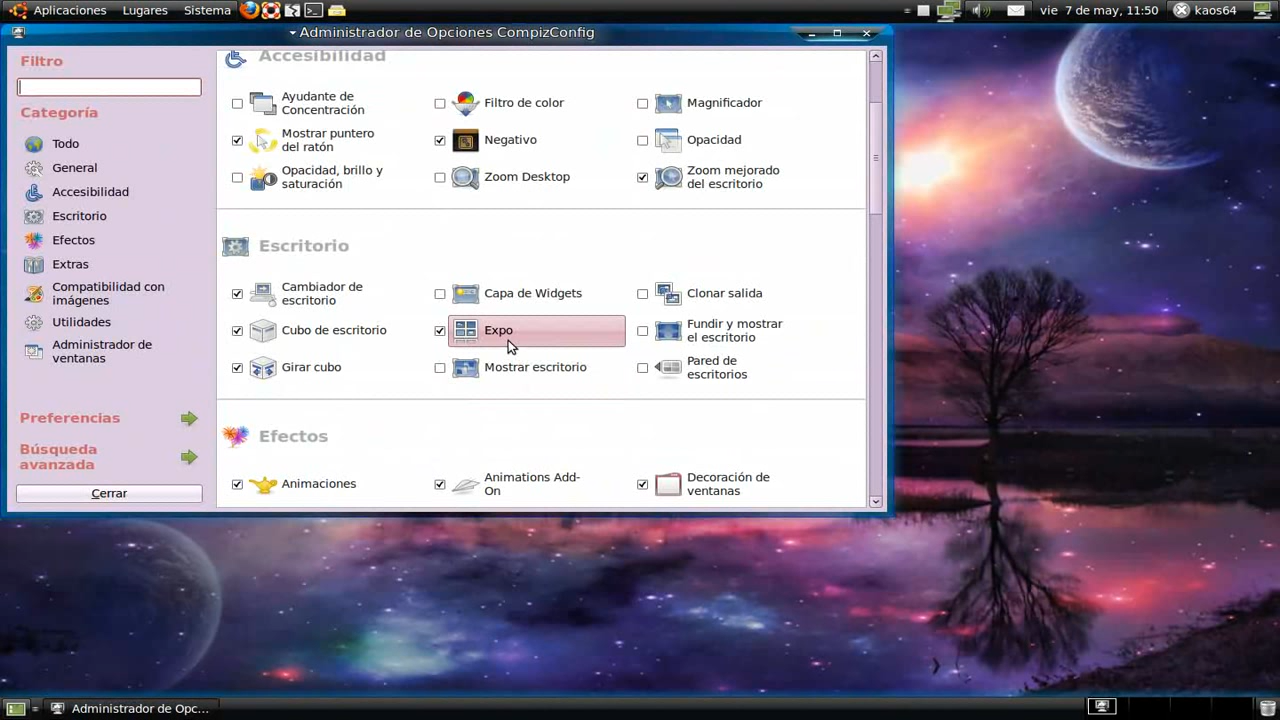 Aplicaciones Lugares Sistema
vie 7 de may, 11:50 kaos64
Administrador de Opciones CompizConfig
Filtro
Categoría
Todo
General
Accesibilidad
Escritorio
Efectos
Extras
Compatibilidad con
imágenes
Utilidades
Administrador de
ventanas
Preferencias
Búsqueda
avanzada
Cerrar
Accesibilidad
Ayudante de
Concentración
Filtro de color
Magnificador
Mostrar puntero
del ratón
Negativo
Opacidad
Opacidad, brillo y
saturación
Zoom Desktop
Zoom mejorado
del escritorio
Escritorio
Cambiador de
escritorio
Capa de Widgets
Clonar salida
Cubo de escritorio
Expo
Fundir y mostrar
el escritorio
Girar cubo
Mostrar escritorio
Pared de
escritorios
Efectos
Animaciones
Animations Add-
On
Decoración de
ventanas
Administrador de Opc...